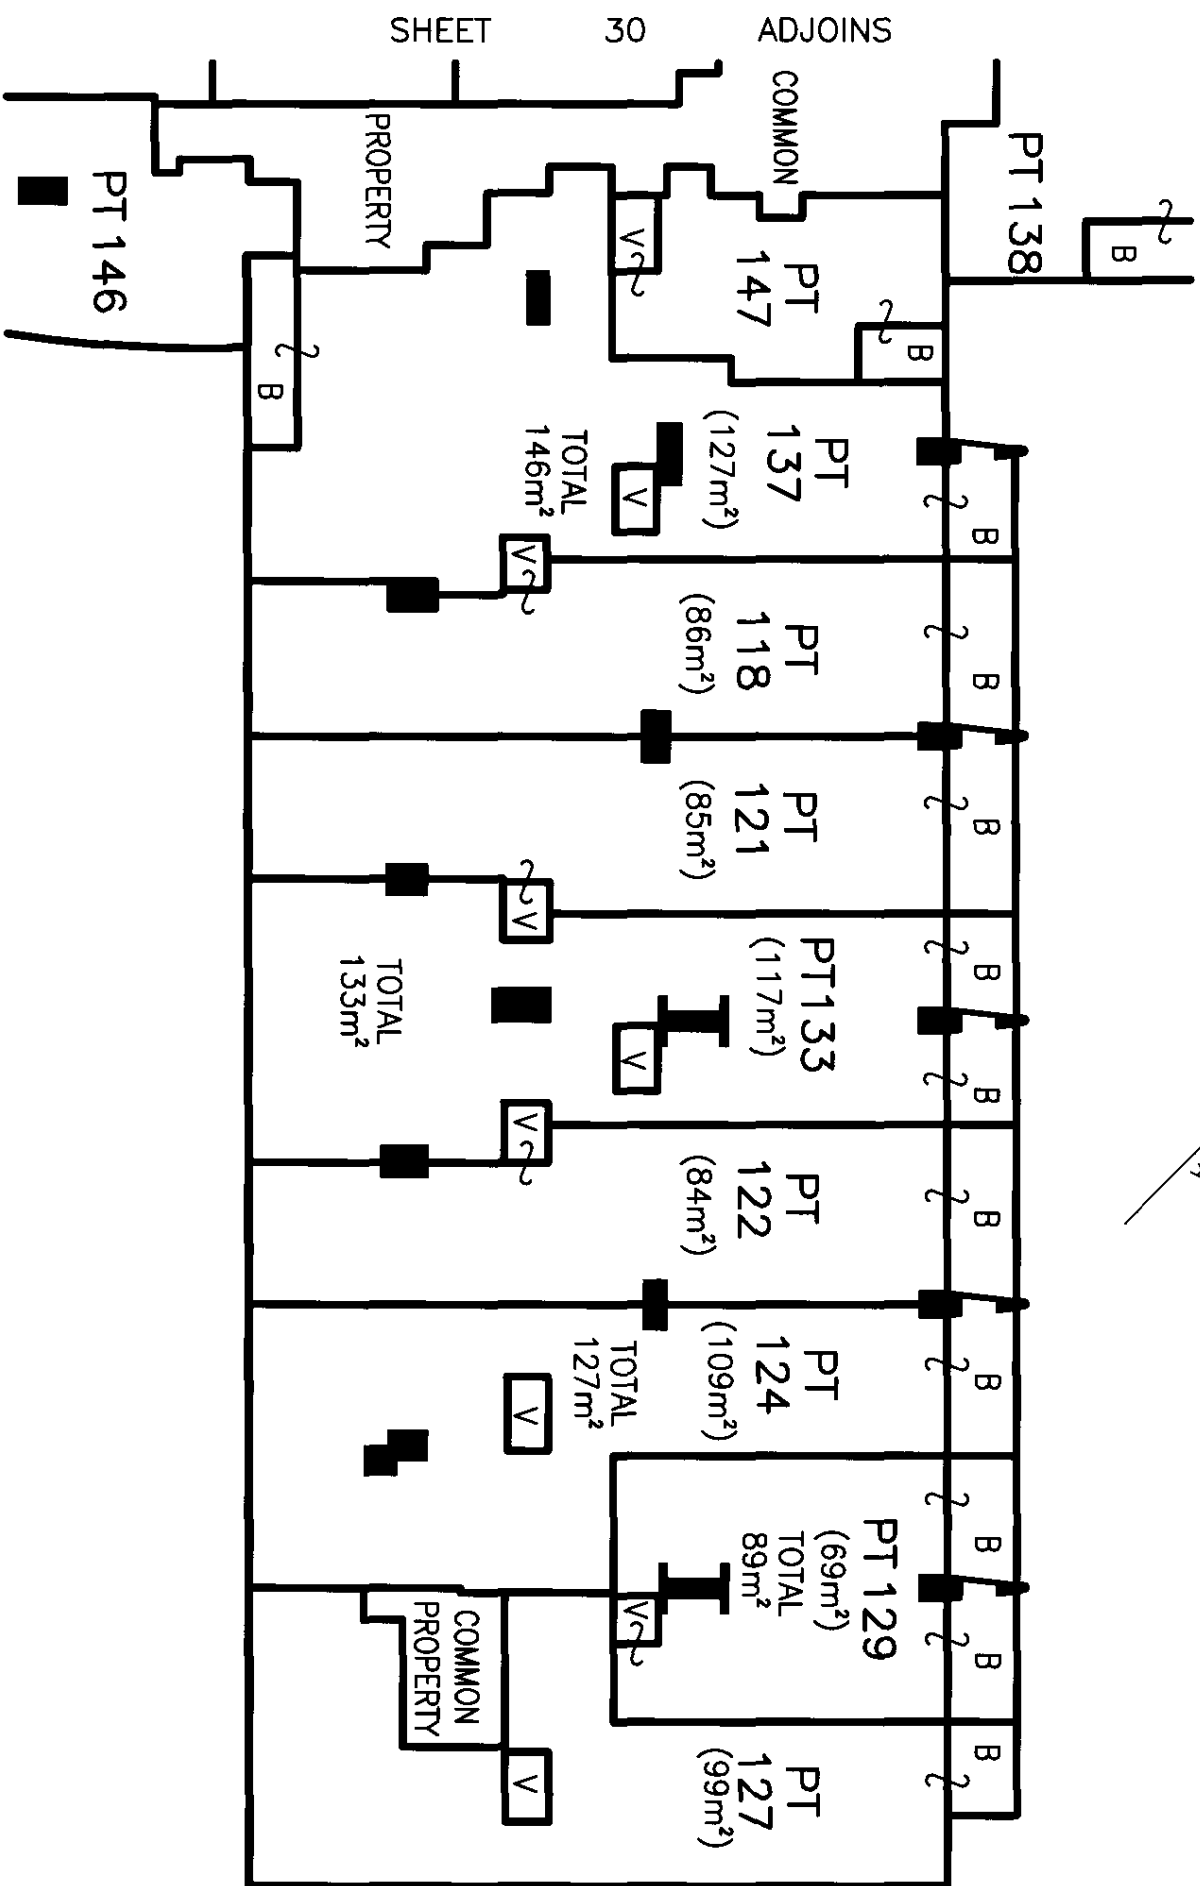 SHEET 30 ADJOINS
COMMON
PROPERTY
PT 138
B
PT 146
B
V
PT
147
B
PT
137
(127m²)
TOTAL
146m²
V
V
B
PT
118
(86m²)
B
PT
121
(85m²)
B
V
PT 133
(117m²)
TOTAL
133m²
V
B
B
V
PT
122
(84m²)
B
PT
124
(109m²)
TOTAL
127m²
V
B
PT 129
(69m²)
TOTAL
89m²
V
B
B
COMMON
PROPERTY
PT
127
(99m²)
V
B